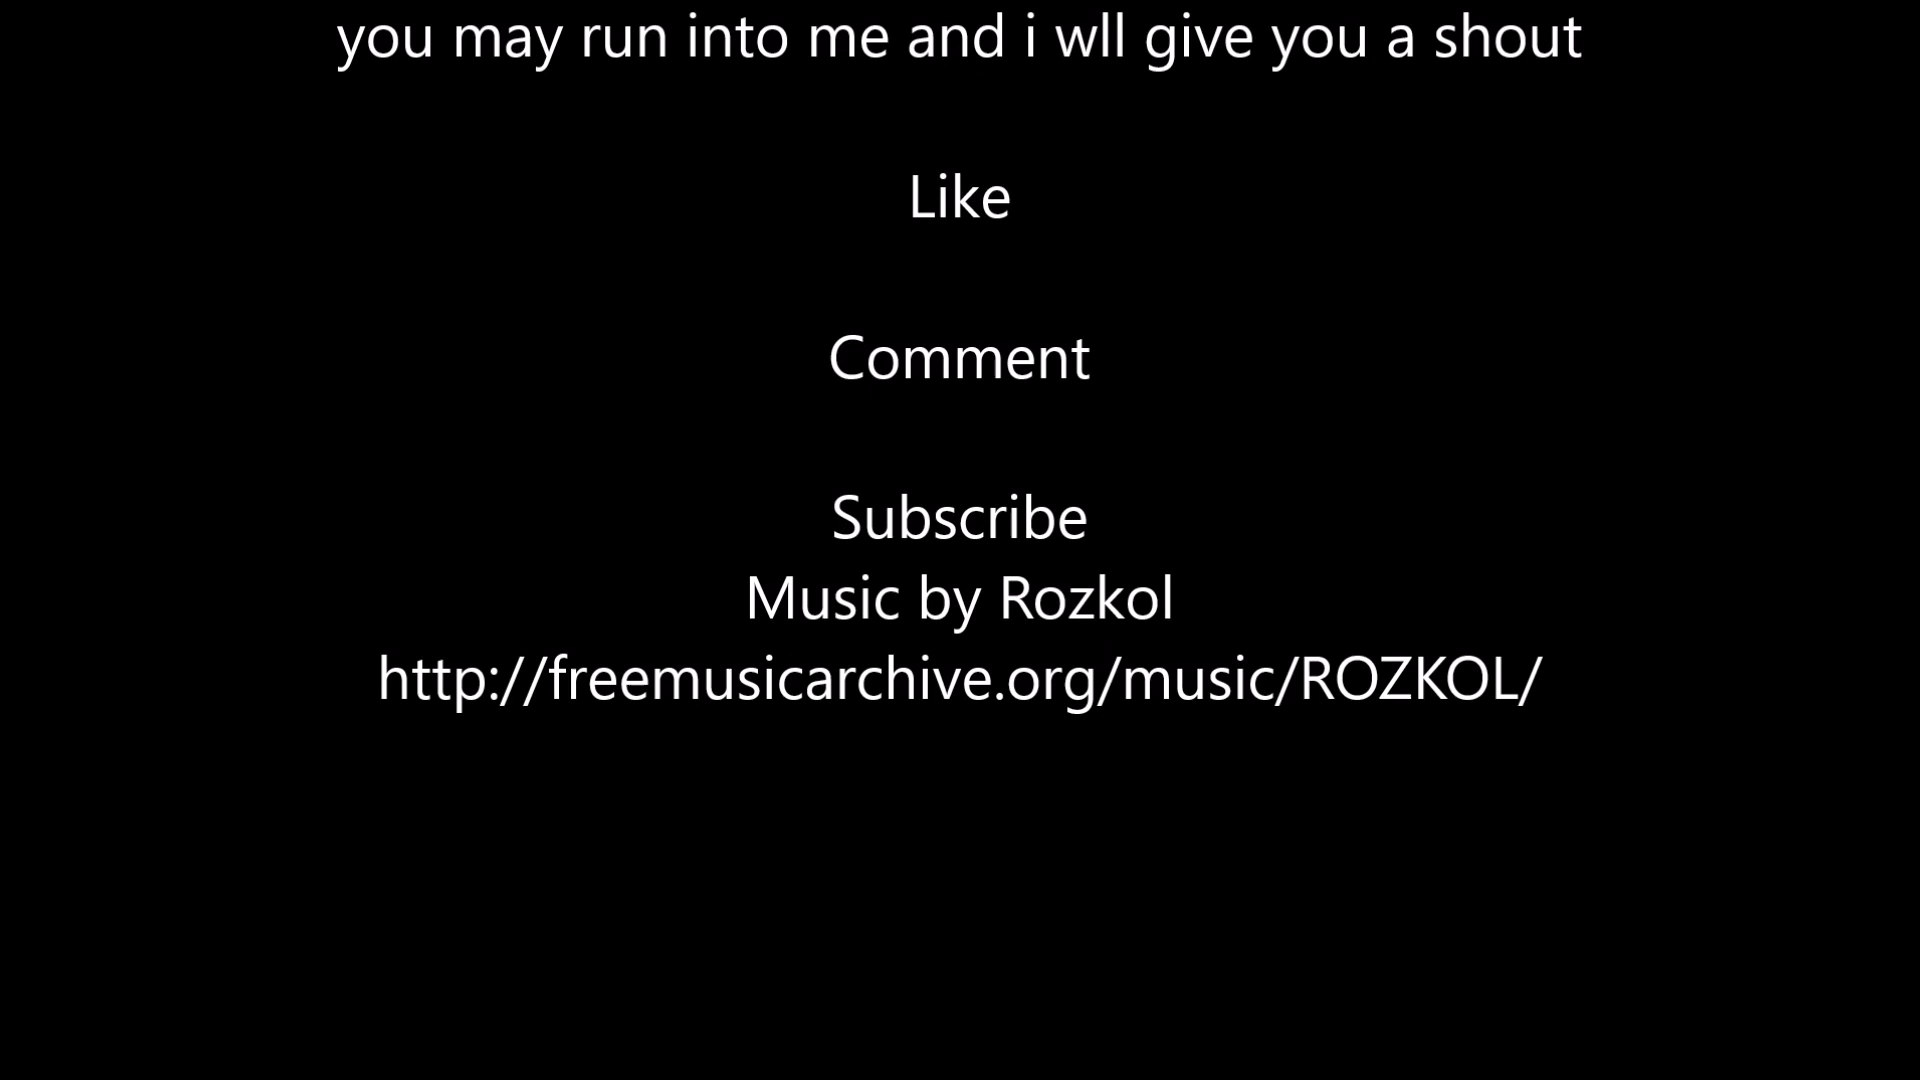 you may run into me and i wll give you a shout
Like
Comment
Subscribe
Music by Rozkol
http://freemusicarchive.org/music/ROZKOL/